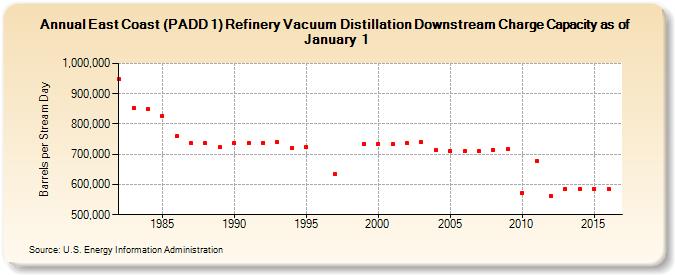 Annual East Coast (PADD 1) Refinery Vacuum Distillation Downstream Charge Capacity as of
January 1
Barrels per Stream Day
1,000,000
900,000
800,000
700,000
600,000
500,000
1985 1990 1995 2000 2005 2010 2015
Source: U.S. Energy Information Administration